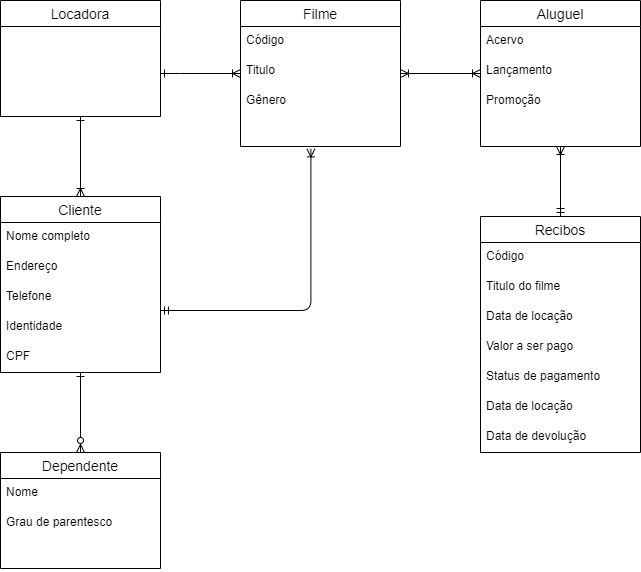 Locadora
Filme
Código
Titulo
Gênero
Aluguel
Acervo
Lançamento
Promoção
Cliente
Nome completo
Endereço
Telefone
Identidade
CPF
Recibos
Código
Titulo do filme
Data de locação
Valor a ser pago
Status de pagamento
Data de locação
Data de devolução
Dependente
Nome
Grau de parentesco